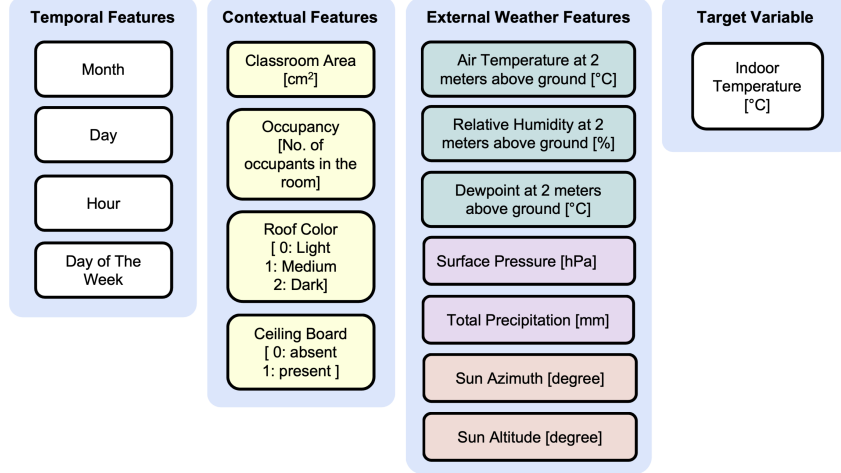 Temporal Features
Month
Day
Hour
Day of The
Week
Contextual Features
Classroom Area
[cm²]
Occupancy
[No. of
occupants in the
room]
Roof Color
[ 0: Light
1: Medium
2: Dark]
Ceiling Board
[ 0: absent
1: present ]
External Weather Features
Air Temperature at 2
meters above ground [°C]
Relative Humidity at 2
meters above ground [%]
Dewpoint at 2 meters
above ground [°C]
Surface Pressure [hPa]
Total Precipitation [mm]
Sun Azimuth [degree]
Sun Altitude [degree]
Target Variable
Indoor
Temperature
[°C]